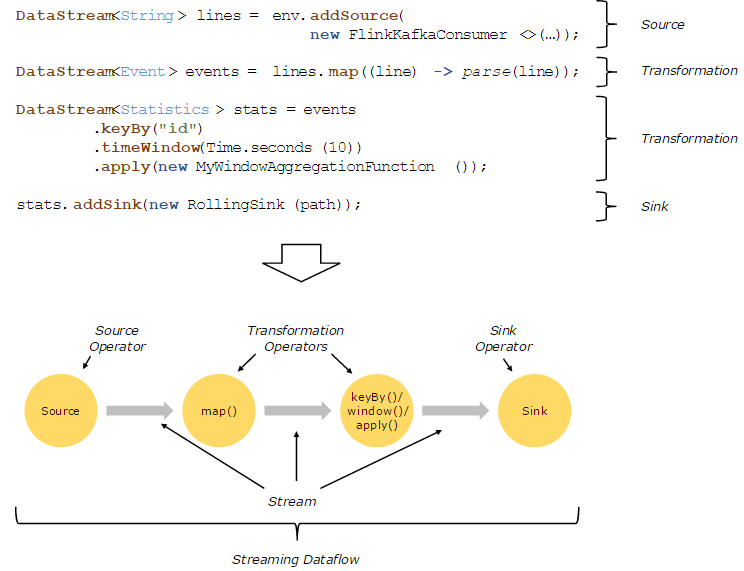 DataStream<String> lines = env.addSource(
Source
new FlinkKafkaConsumer <>(…));
DataStream<Event> events = lines.map((line) -> parse(line));
Transformation
DataStream<Statistics> stats = events
.keyBy("id")
.timeWindow(Time.seconds (10))
Transformation
.apply(new MyWindowAggregationFunction ());
stats.addSink(new RollingSink (path));
Sink
Source
Operator
Transformation
Operators
Sink
Operator
Source
map()
keyBy()/
window()/
apply()
Sink
Stream
Streaming Dataflow